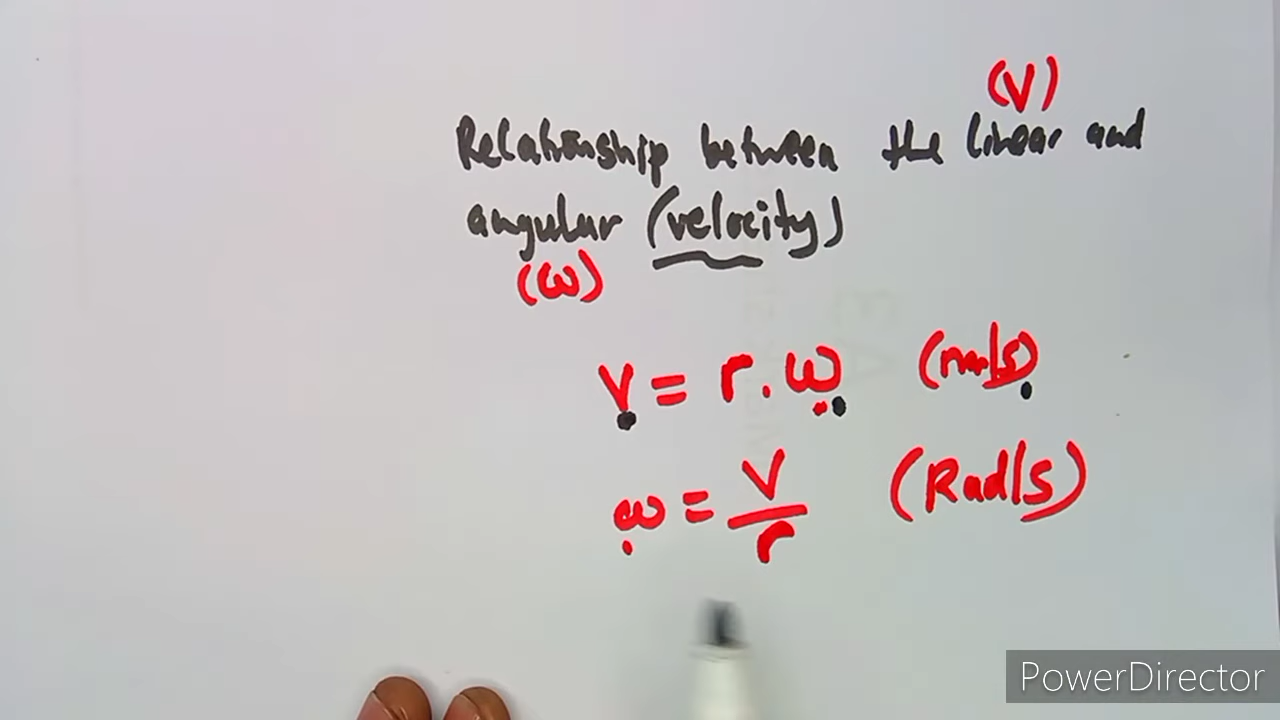 (V)
Relationship between the linear and
angular (velocity)
(ω)
V = r . ω (m/s)
ω = V/r (Rad/s)
PowerDirector